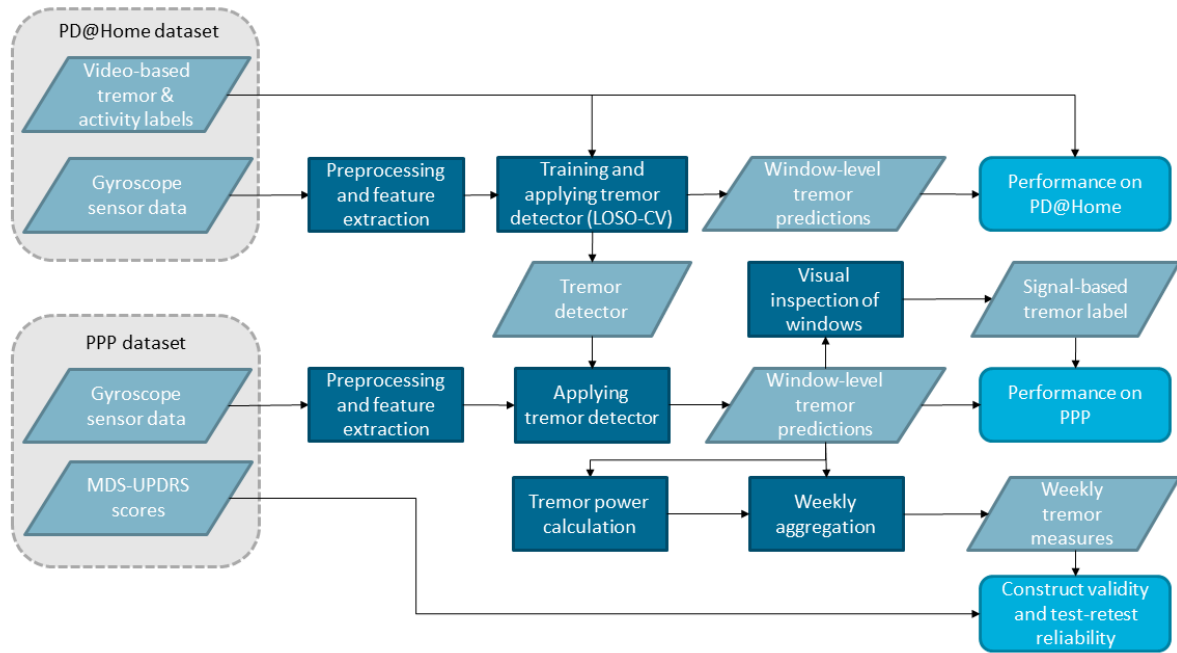 PD@Home dataset
Video-based
tremor &
activity labels
Gyroscope
sensor data
Preprocessing
and feature
extraction
Training and
applying tremor
detector (LOSO-CV)
Window-level
tremor
predictions
Performance on
PD@Home
Tremor
detector
Visual
inspection of
windows
Signal-based
tremor label
PPP dataset
Gyroscope
sensor data
Preprocessing
and feature
extraction
Applying
tremor detector
Window-level
tremor
predictions
Performance on
PPP
MDS-UPDRS
scores
Tremor power
calculation
Weekly
aggregation
Weekly
tremor
measures
Construct validity
and test-retest
reliability